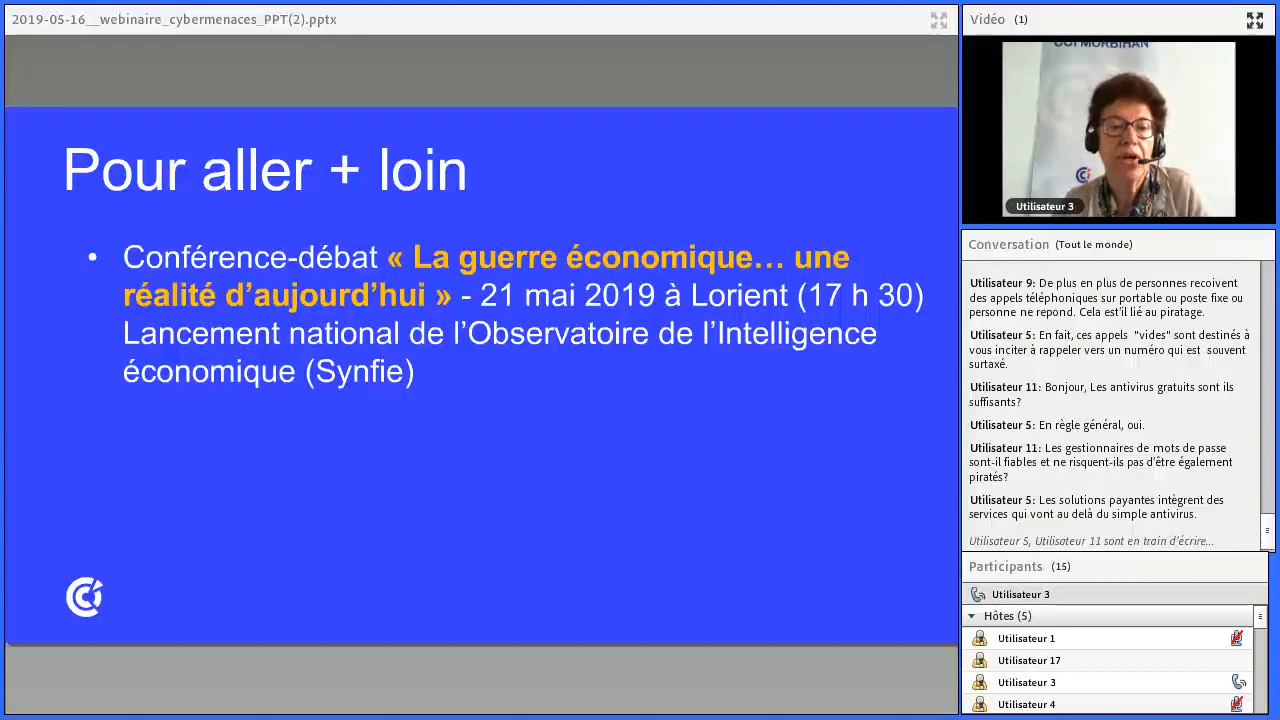 2019-05-16__webinaire_cybermenaces_PPT(2).pptx
Pour aller + loin
• Conférence-débat « La guerre économique… une
réalité d’aujourd’hui » - 21 mai 2019 à Lorient (17 h 30)
Lancement national de l’Observatoire de l’Intelligence
économique (Synfie)
Vidéo (1)
CCI MORBIHAN
Utilisateur 3
Conversation (Tout le monde)
Utilisateur 9: De plus en plus de personnes recoivent
des appels téléphoniques sur portable ou poste fixe ou
personne ne repond. Cela est'il lié au piratage.
Utilisateur 5: En fait, ces appels "vides" sont destinés à
vous inciter à rappeler vers un numéro qui est souvent
surtaxé.
Utilisateur 11: Bonjour, Les antivirus gratuits sont ils
suffisants?
Utilisateur 5: En règle général, oui.
Utilisateur 11: Les gestionnaires de mots de passe
sont-il fiables et ne risquent-ils pas d'être également
piratés?
Utilisateur 5: Les solutions payantes intègrent des
services qui vont au delà du simple antivirus.
Utilisateur 5, Utilisateur 11 sont en train d'écrire...
Participants (15)
Utilisateur 3
Hôtes (5)
Utilisateur 1
Utilisateur 17
Utilisateur 3
Utilisateur 4